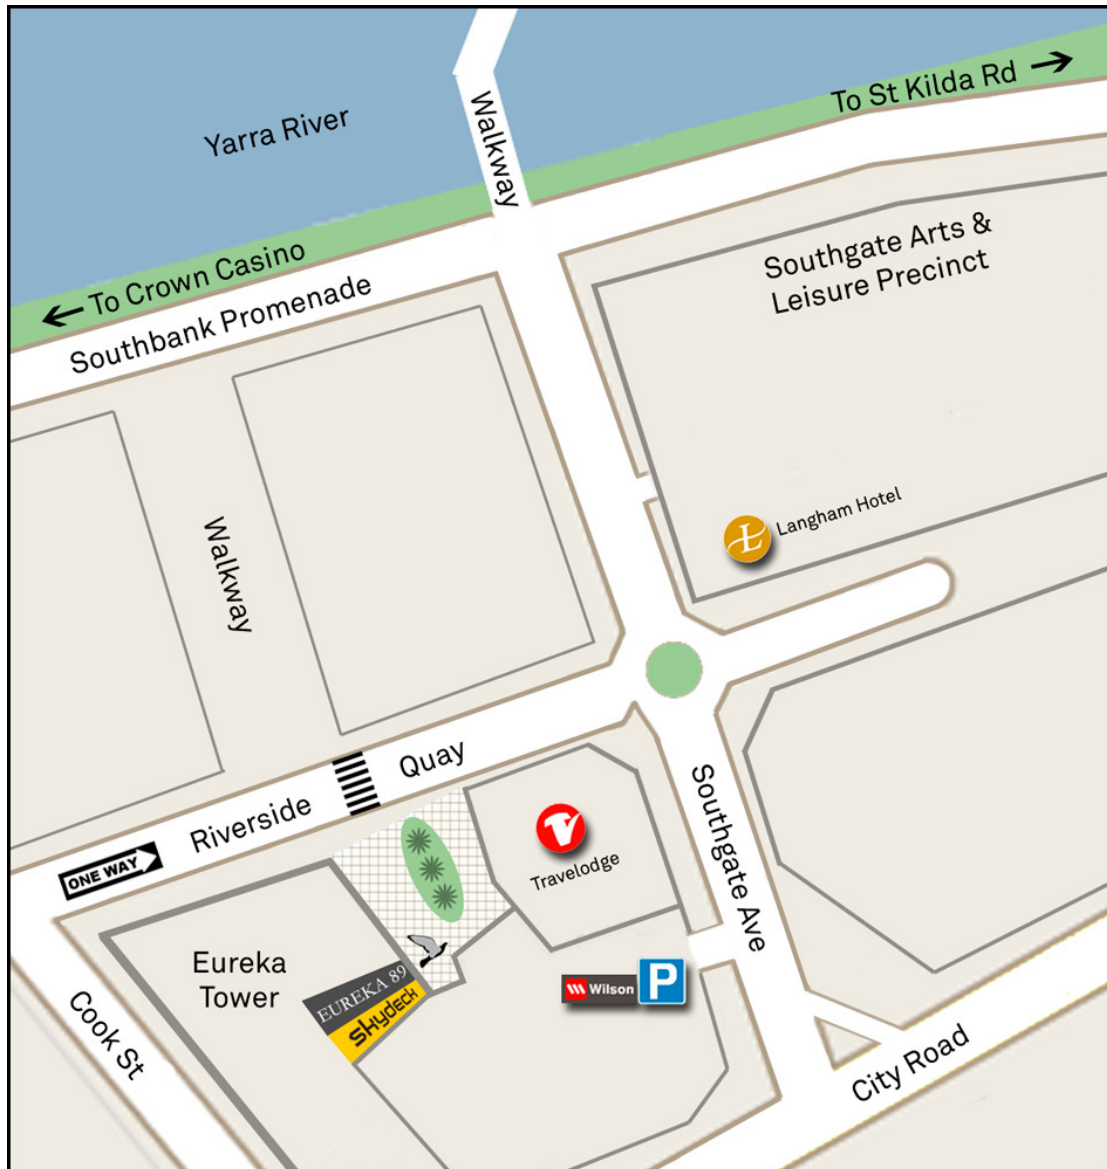 To St Kilda Rd
Walkway
Yarra River
Southgate Arts &
Leisure Precinct
To Crown Casino
Southbank Promenade
Langham Hotel
L
Walkway
Quay
Riverside
Southgate Ave
Travelodge
ONE WAY
Eureka
Tower
EUREKA 89
skydeck
Wilson
P
Cook St
City Road